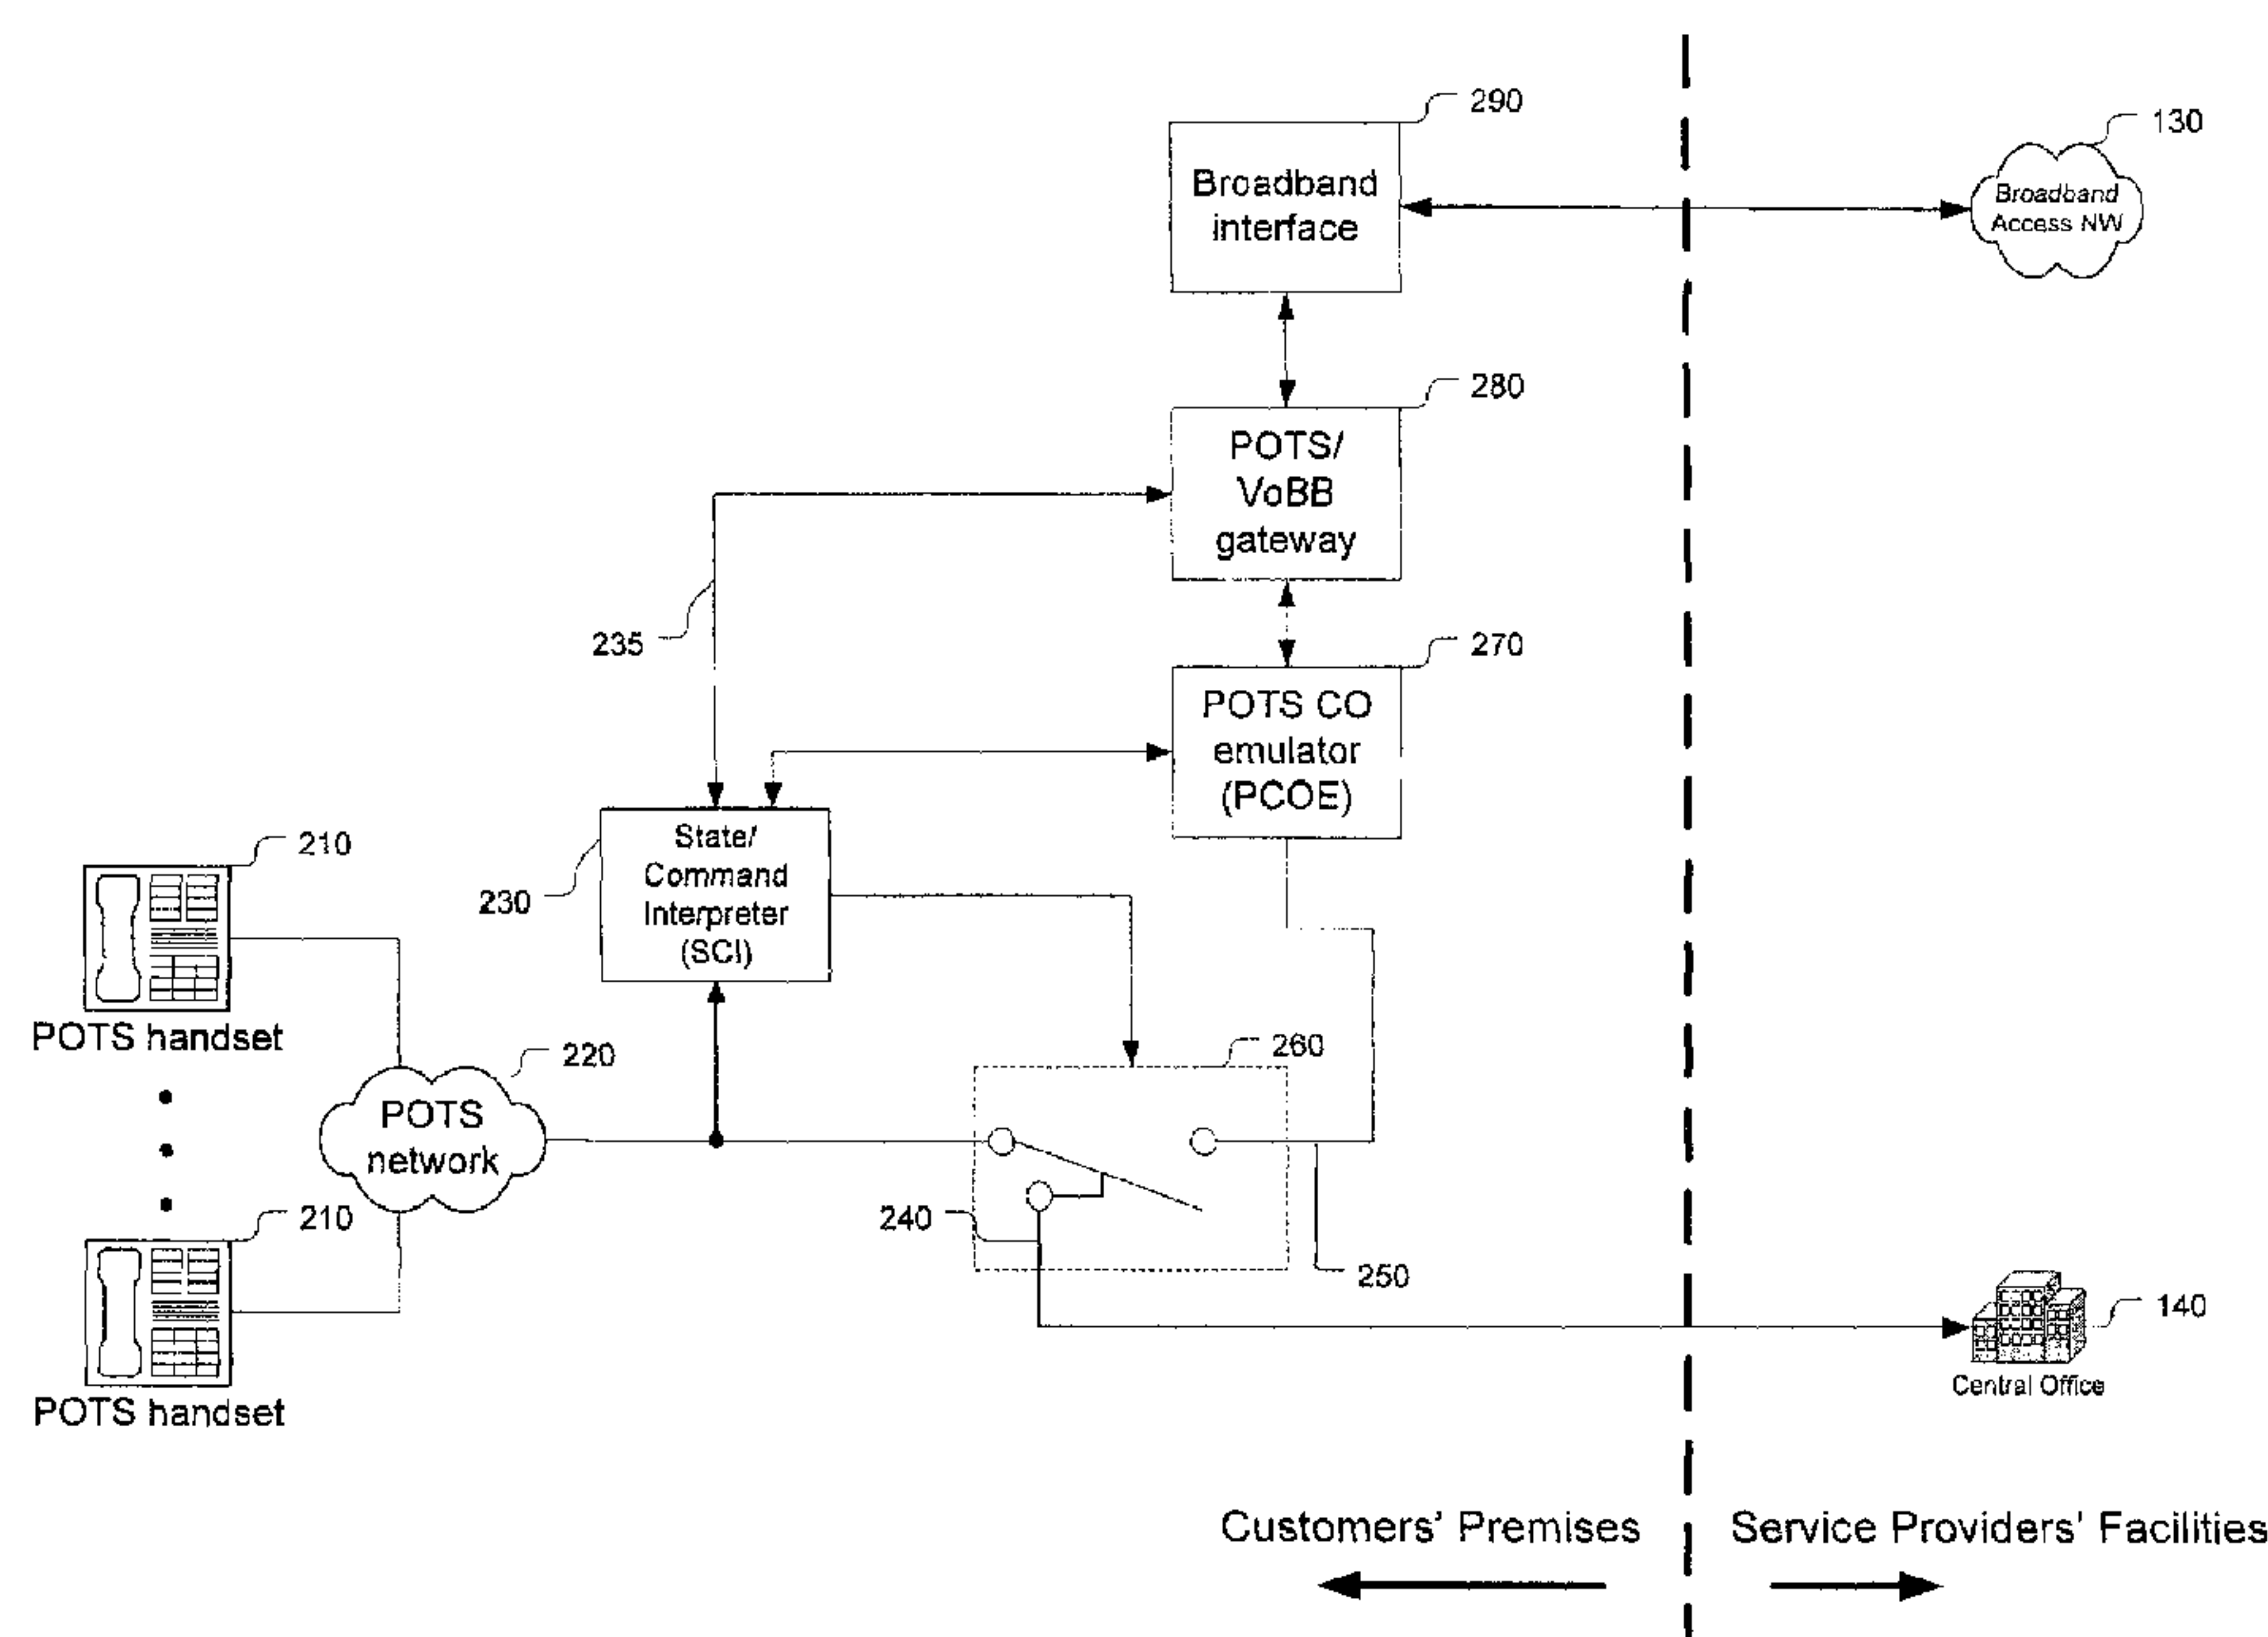 290
130
Broadband
interface
Broadband
Access NW
280
POTS/
VoBB
gateway
235
270
POTS CO
emulator
(PCOE)
210
State/
Command
Interpreter
(SCI)
230
POTS handset
220
260
POTS
network
210
240
250
140
Central Office
POTS handset
Customers' Premises
Service Providers' Facilities